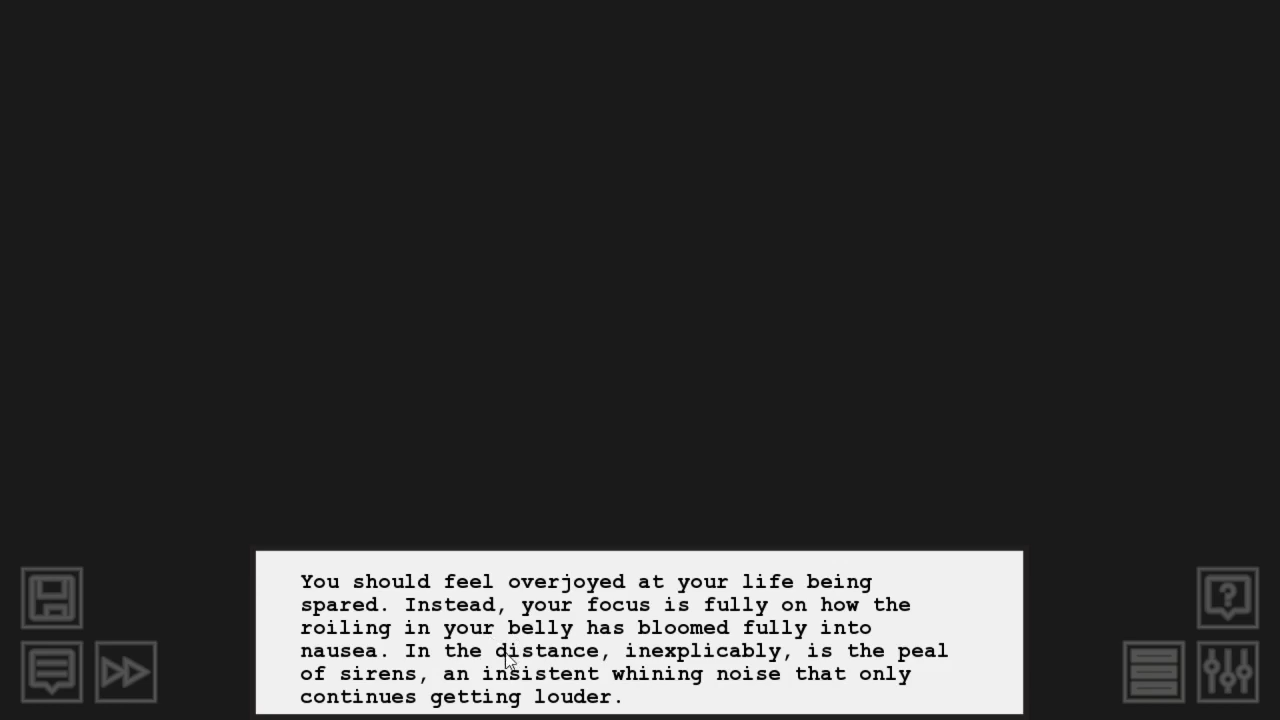 You should feel overjoyed at your life being
spared. Instead, your focus is fully on how the
roiling in your belly has bloomed fully into
nausea. In the distance, inexplicably, is the peal
of sirens, an insistent whining noise that only
continues getting louder.